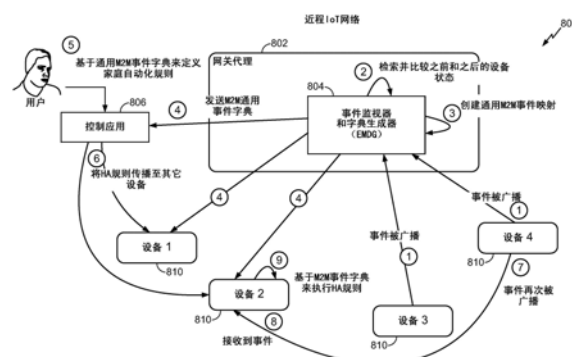 近程IoT网络
80
802
网关代理
⑤
基于通用M2M事件字典来定义
家庭自动化规则
用户
806
控制应用
④
发送M2M通用
事件字典
804
②
检索并比较之前和之后的设备
状态
事件监视器
和字典生成器
(EMDG)
③
创建通用M2M事件映射
⑥
将HA规则传播至其它
设备
④
④
设备 1
810
事件被广播
①
事件被广播
①
设备 4
810
⑦
事件再次被
广播
⑨
基于M2M事件字典
来执行HA规则
设备 2
810
⑧
接收到事件
设备 3
810